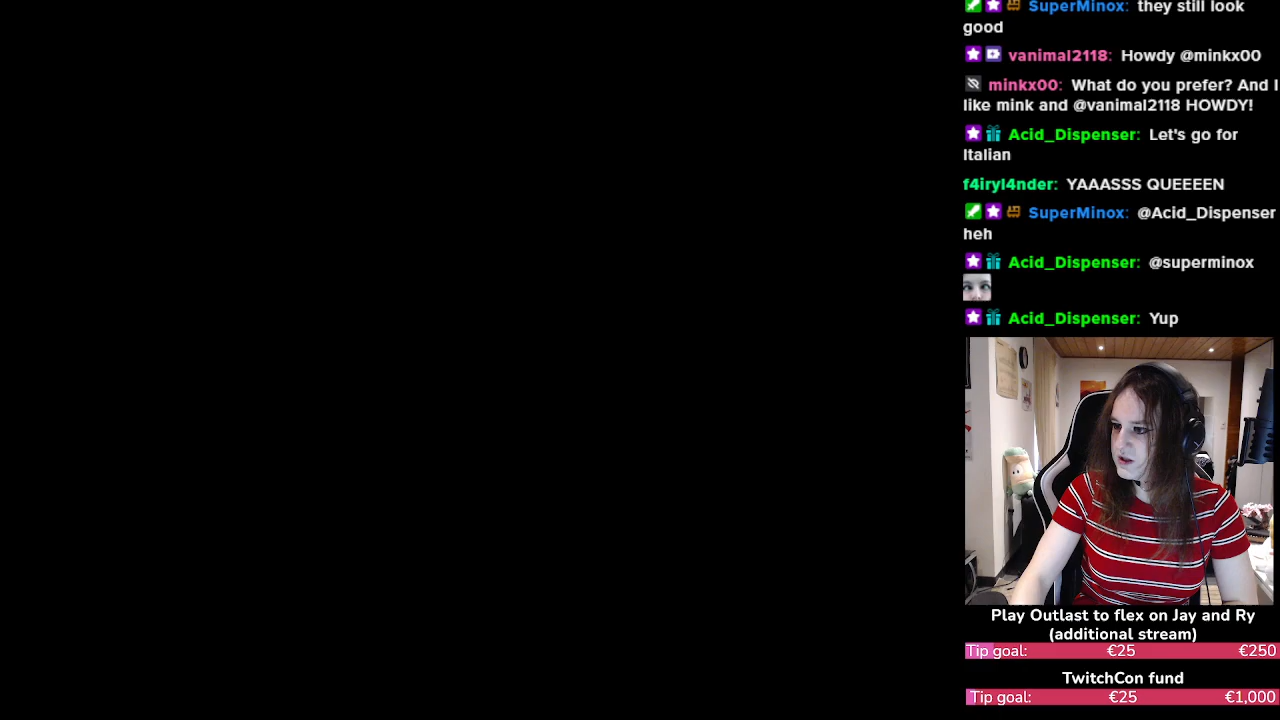 SuperMinox: they still look
good
vanimal2118: Howdy @minkx00
minkx00: What do you prefer? And I
like mink and @vanimal2118 HOWDY!
Acid_Dispenser: Let's go for
Italian
f4iryl4nder: YAAASSS QUEEEEN
SuperMinox: @Acid_Dispenser
heh
Acid_Dispenser: @superminox
Acid_Dispenser: Yup
Play Outlast to flex on Jay and Ry
(additional stream)
Tip goal: €25 €250
TwitchCon fund
Tip goal: €25 €1,000